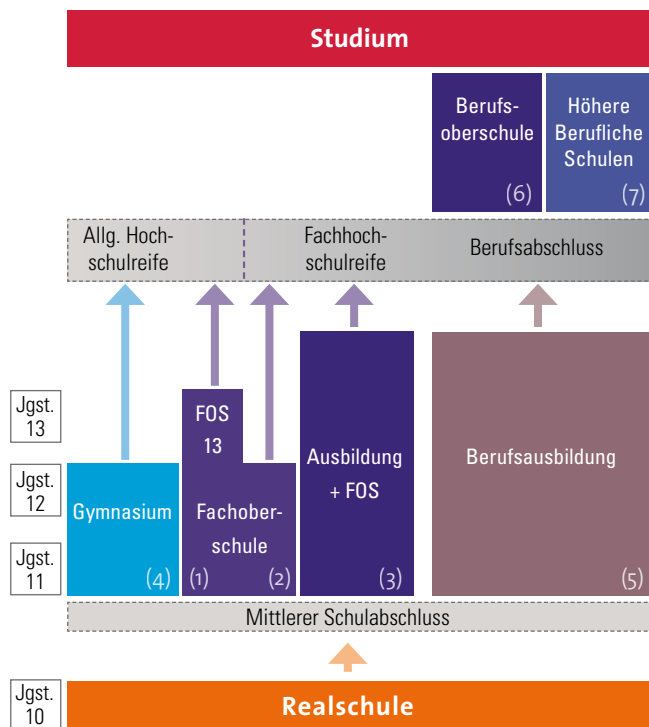 Studium
Berufs-
oberschule
(6)
Höhere
Berufliche
Schulen
(7)
Allg. Hoch-
schulreife
Fachhoch-
schulreife
Berufsabschluss
Jgst.
13
FOS
13
Jgst.
12
Gymnasium
(4)
Fachober-
schule
(1)
(2)
Ausbildung
+ FOS
(3)
Berufsausbildung
(5)
Jgst.
11
Mittlerer Schulabschluss
Jgst.
10
Realschule